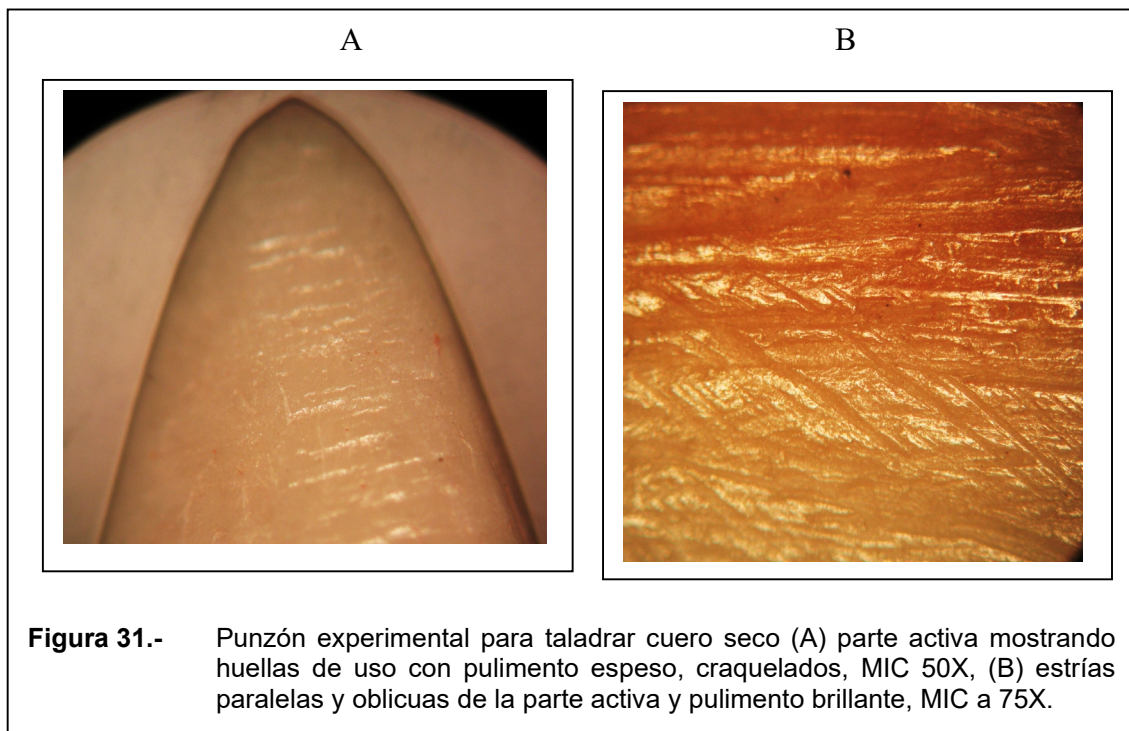 A
B
Figura 31.- Punzón experimental para taladrar cuero seco (A) parte activa mostrando
huellas de uso con pulimento espeso, craquelados, MIC 50X, (B) estrías
paralelas y oblicuas de la parte activa y pulimento brillante, MIC a 75X.